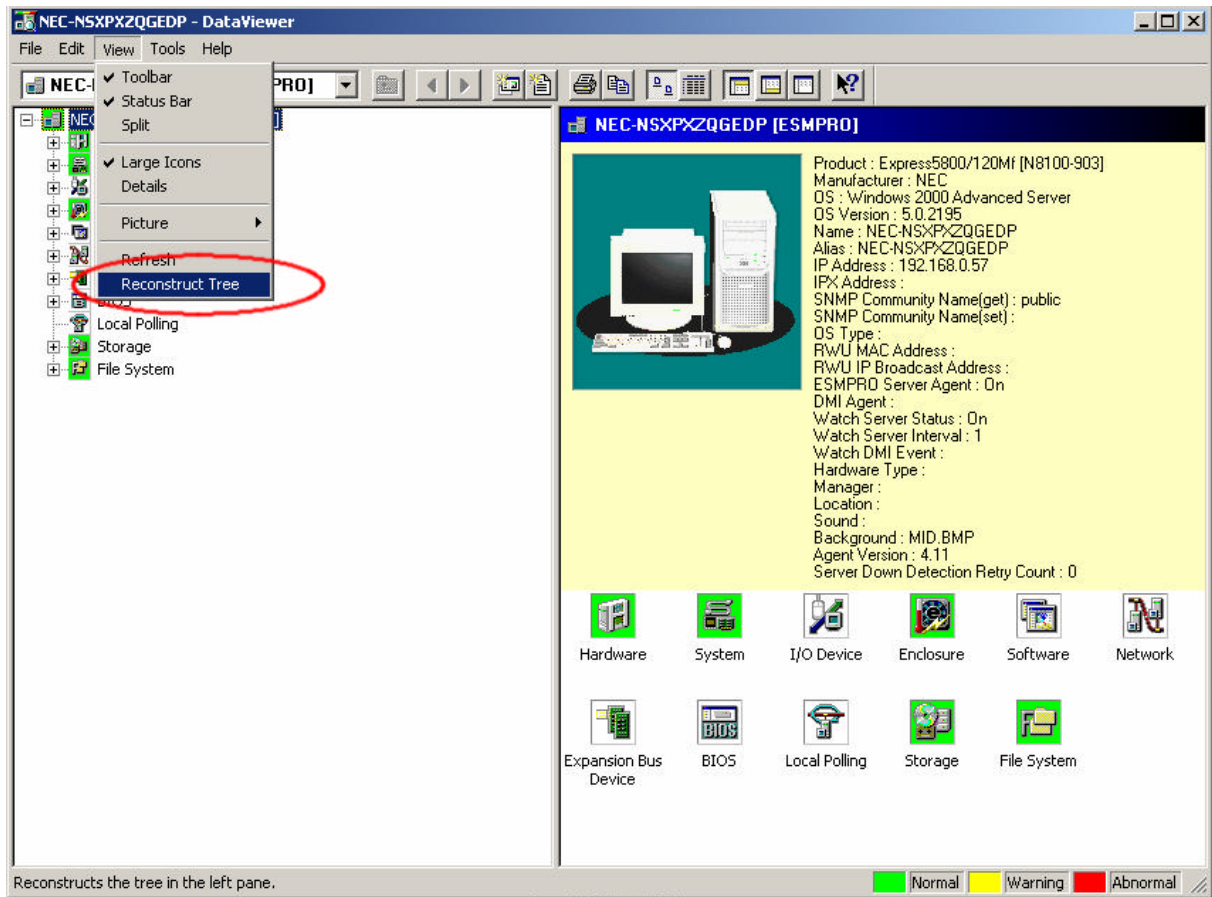 NEC-NSXPXZQGEDP - DataViewer
File Edit View Tools Help
NEC- PRO]
Toolbar
Status Bar
Split
Large Icons
Details
Picture
Refresh
Reconstruct Tree
NEC ]
BIOS
Local Polling
Storage
File System
NEC-NSXPXZQGEDP [ESMPRO]
Product : Express5800/120Mf [N8100-903]
Manufacturer : NEC
OS : Windows 2000 Advanced Server
OS Version : 5.0.2195
Name : NEC-NSXPXZQGEDP
Alias : NEC-NSXPXZQGEDP
IP Address : 192.168.0.57
IPX Address :
SNMP Community Name(get) : public
SNMP Community Name(set) :
OS Type :
RWU MAC Address :
RWU IP Broadcast Address :
ESMPRO Server Agent : On
DMI Agent :
Watch Server Status : On
Watch Server Interval : 1
Watch DMI Event :
Hardware Type :
Manager :
Location :
Sound :
Background : MID.BMP
Agent Version : 4.11
Server Down Detection Retry Count : 0
Hardware System I/O Device Enclosure Software Network
BIOS
Expansion Bus Device BIOS Local Polling Storage File System
Reconstructs the tree in the left pane.
Normal Warning Abnormal